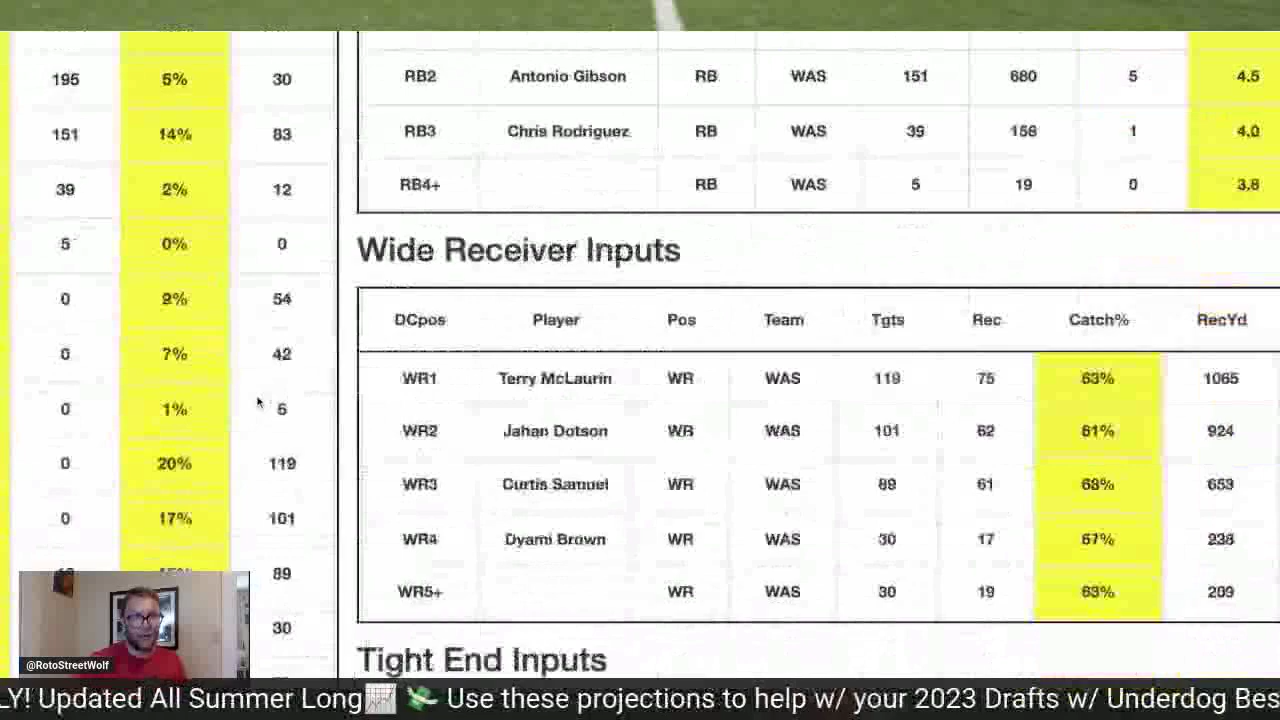 195 5% 30
151 14% 83
39 2% 12
5 0% 0
0 9% 54
0 7% 42
0 1% 6
0 20% 119
0 17% 101
89
30
RB2 Antonio Gibson RB WAS 151 680 5 4.5
RB3 Chris Rodriguez RB WAS 39 156 1 4.0
RB4+ RB WAS 5 19 0 3.8
Wide Receiver Inputs
DCpos Player Pos Team Tgts Rec Catch% RecYd
WR1 Terry McLaurin WR WAS 119 75 63% 1065
WR2 Jahan Dotson WR WAS 101 62 61% 924
WR3 Curtis Samuel WR WAS 89 61 68% 653
WR4 Dyami Brown WR WAS 30 17 57% 238
WR5+ WR WAS 30 19 63% 209
Tight End Inputs
@RotoStreetWolf
LY! Updated All Summer Long📈 💸 Use these projections to help w/ your 2023 Drafts w/ Underdog Bes